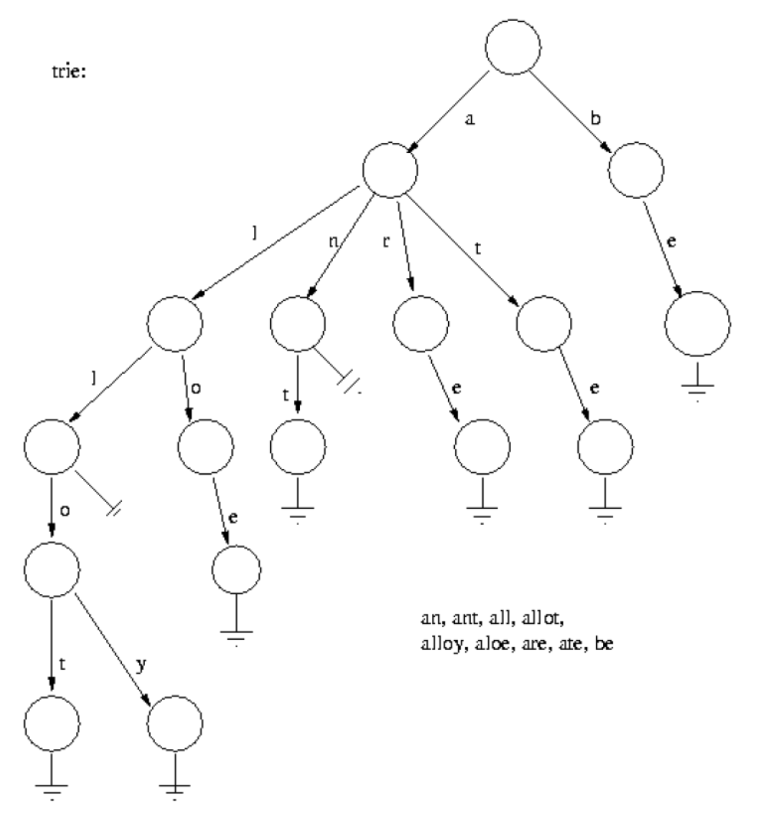 trie:
a
b
l
n
r
t
e
l
o
t
e
e
o
e
an, ant, all, allot,
alloy, aloe, are, ate, be
t
y